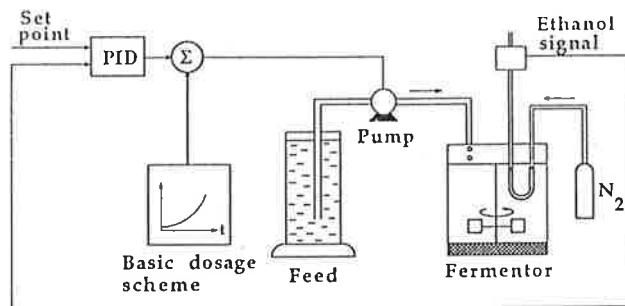 Set
point
PID
Σ
Ethanol
signal
Pump
t
Basic dosage
scheme
Feed
Fermentor
N2